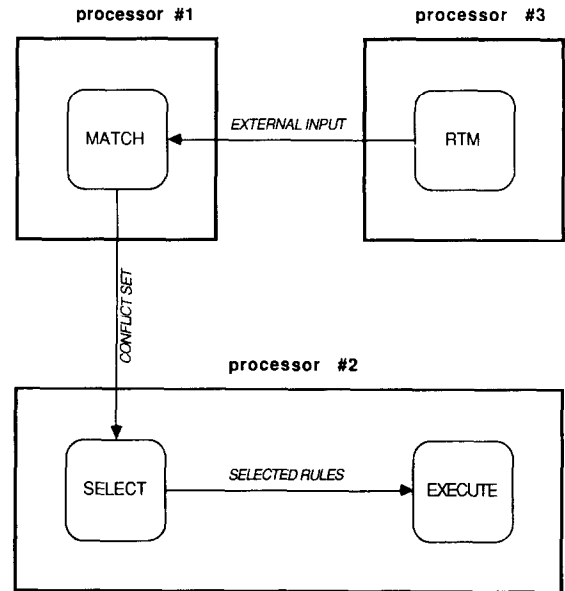 processor #1
processor #3
MATCH
EXTERNAL INPUT
RTM
CONFLICT SET
processor #2
SELECT
SELECTED RULES
EXECUTE